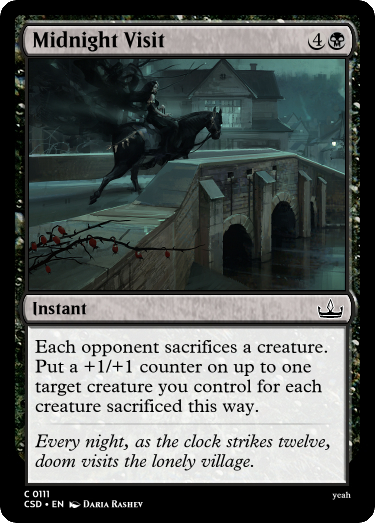 Midnight Visit 4
Instant
Each opponent sacrifices a creature.
Put a +1/+1 counter on up to one
target creature you control for each
creature sacrificed this way.
Every night, as the clock strikes twelve,
doom visits the lonely village.
C 0111
CSD • EN Daria Rashev
yeah